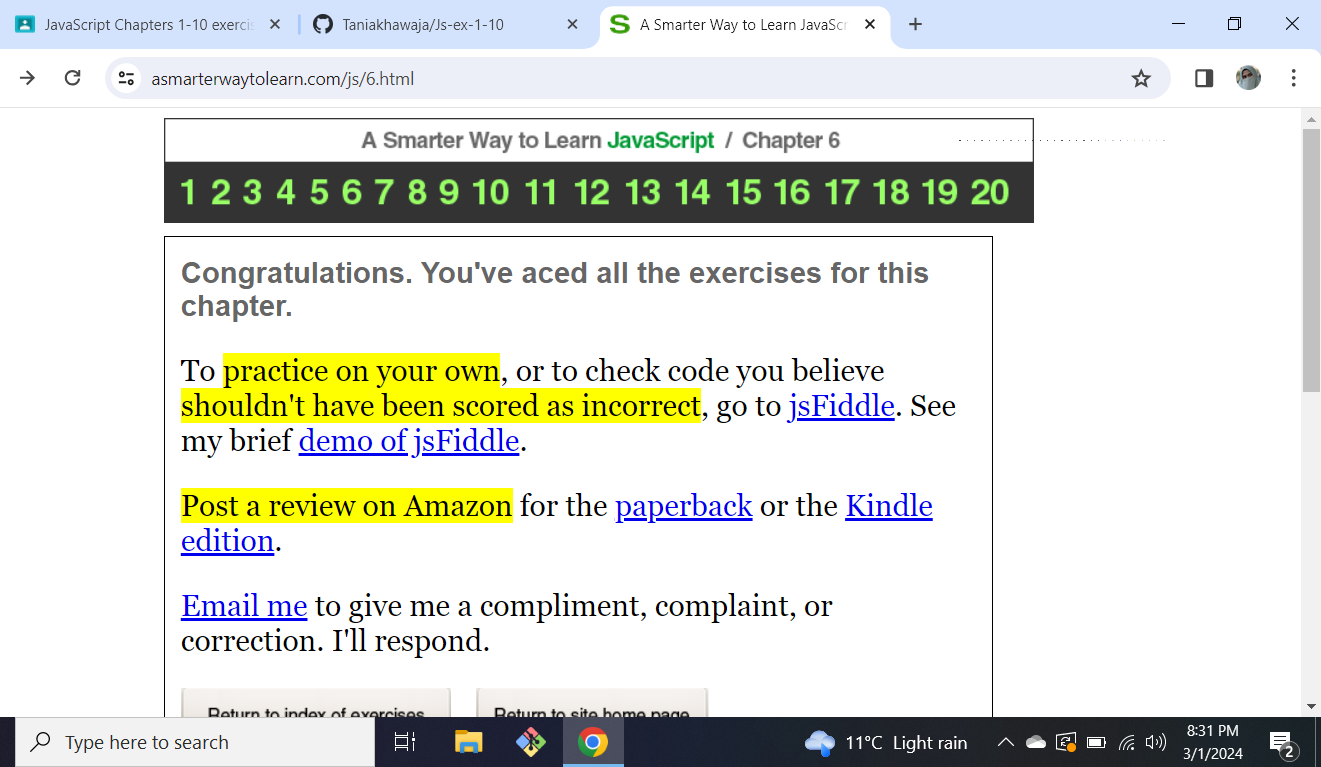 JavaScript Chapters 1-10 exerci
Taniakhawaja/Js-ex-1-10
A Smarter Way to Learn JavaScr
asmarterwaytolearn.com/js/6.html
A Smarter Way to Learn JavaScript / Chapter 6
1 2 3 4 5 6 7 8 9 10 11 12 13 14 15 16 17 18 19 20
Congratulations. You've aced all the exercises for this
chapter.
To practice on your own, or to check code you believe
shouldn't have been scored as incorrect, go to jsFiddle. See
my brief demo of jsFiddle.
Post a review on Amazon for the paperback or the Kindle
edition.
Email me to give me a compliment, complaint, or
correction. I'll respond.
Return to index of exercises
Return to site home page
Type here to search
11°C Light rain
8:31 PM
3/1/2024
2